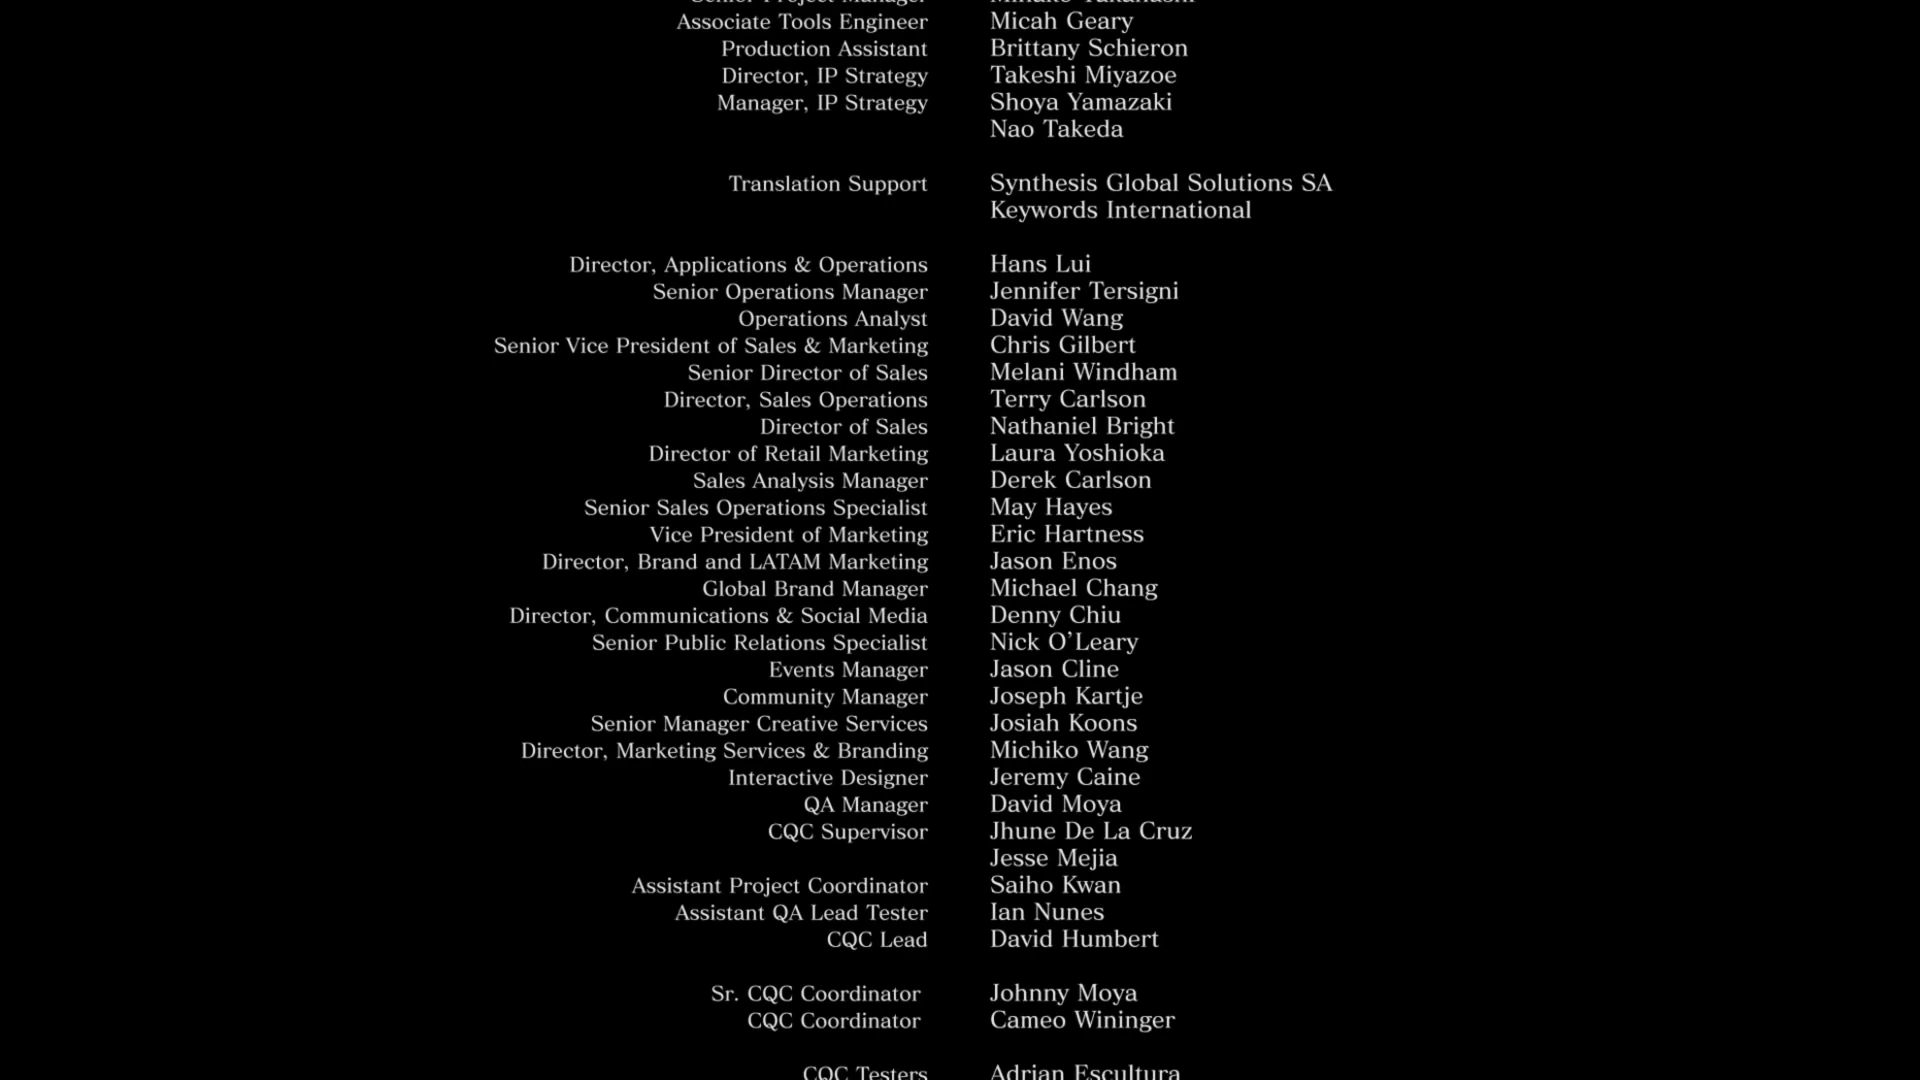 Senior Project Manager
Associate Tools Engineer Micah Geary
Production Assistant Brittany Schieron
Director, IP Strategy Takeshi Miyazoe
Manager, IP Strategy Shoya Yamazaki
Nao Takeda
Translation Support Synthesis Global Solutions SA
Keywords International
Director, Applications & Operations Hans Lui
Senior Operations Manager Jennifer Tersigni
Operations Analyst David Wang
Senior Vice President of Sales & Marketing Chris Gilbert
Senior Director of Sales Melani Windham
Director, Sales Operations Terry Carlson
Director of Sales Nathaniel Bright
Director of Retail Marketing Laura Yoshioka
Sales Analysis Manager Derek Carlson
Senior Sales Operations Specialist May Hayes
Vice President of Marketing Eric Hartness
Director, Brand and LATAM Marketing Jason Enos
Global Brand Manager Michael Chang
Director, Communications & Social Media Denny Chiu
Senior Public Relations Specialist Nick O’Leary
Events Manager Jason Cline
Community Manager Joseph Kartje
Senior Manager Creative Services Josiah Koons
Director, Marketing Services & Branding Michiko Wang
Interactive Designer Jeremy Caine
QA Manager David Moya
CQC Supervisor Jhune De La Cruz
Jesse Mejia
Assistant Project Coordinator Saiho Kwan
Assistant QA Lead Tester Ian Nunes
CQC Lead David Humbert
Sr. CQC Coordinator Johnny Moya
CQC Coordinator Cameo Wininger
CQC Testers Adrian Escultura